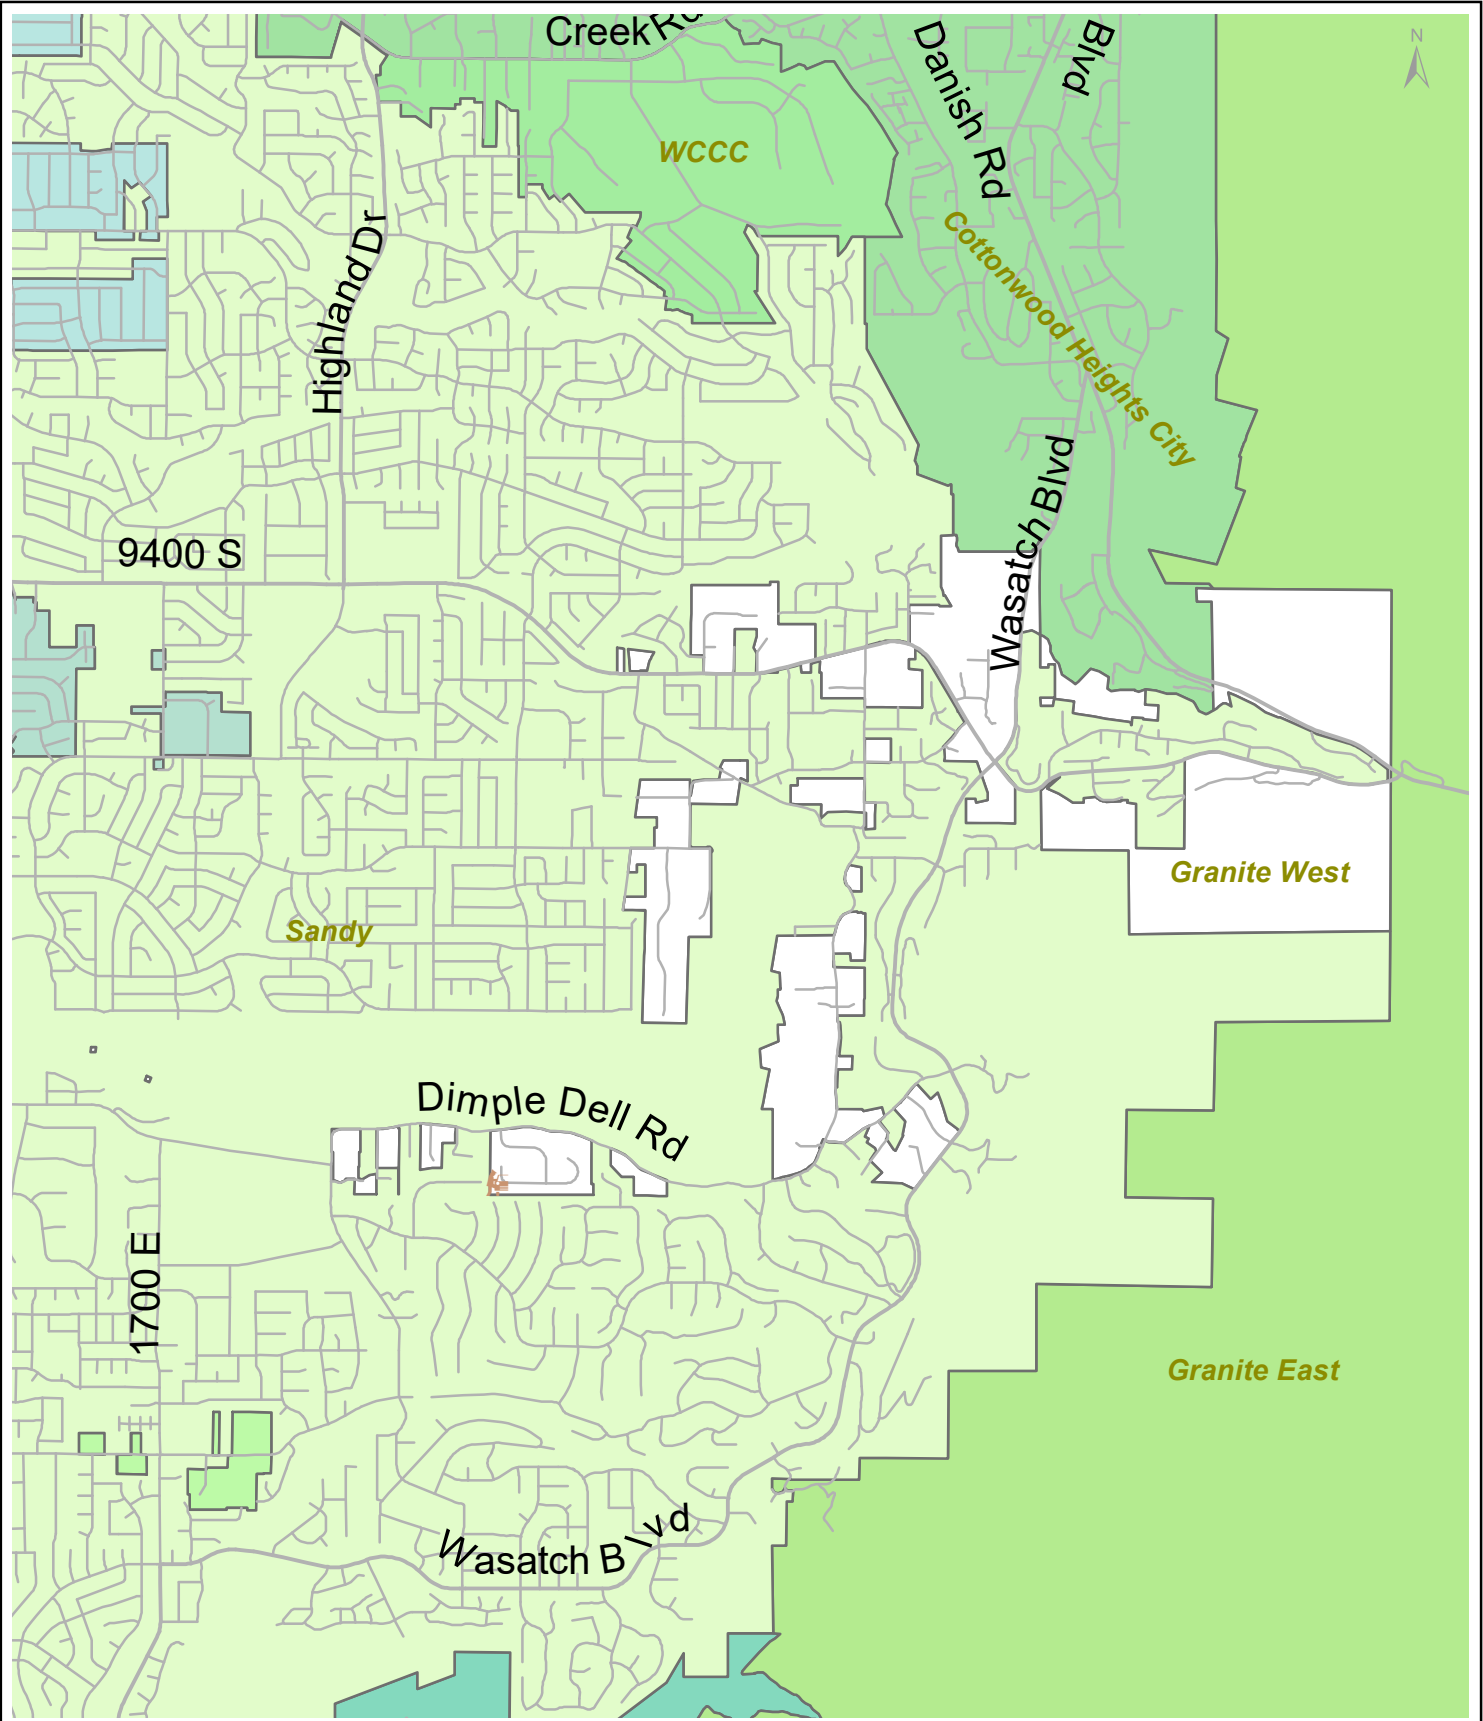 Creek Rd
Danish Rd
Blvd
N
WCCC
Cottonwood Heights City
Highland Dr
Wasatch Blvd
9400 S
Granite West
Sandy
Dimple Dell Rd
1700 E
Granite East
Wasatch Blvd